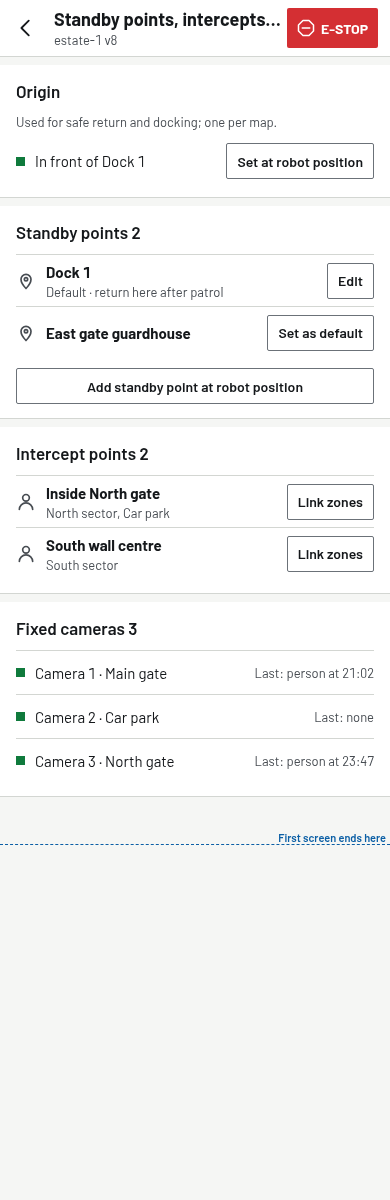 Standby points, intercepts…
estate-1 v8
E-STOP
Origin
Used for safe return and docking; one per map.
In front of Dock 1
Set at robot position
Standby points 2
Dock 1
Default · return here after patrol
Edit
East gate guardhouse
Set as default
Add standby point at robot position
Intercept points 2
Inside North gate
North sector, Car park
Link zones
South wall centre
South sector
Link zones
Fixed cameras 3
Camera 1 · Main gate
Last: person at 21:02
Camera 2 · Car park
Last: none
Camera 3 · North gate
Last: person at 23:47
First screen ends here